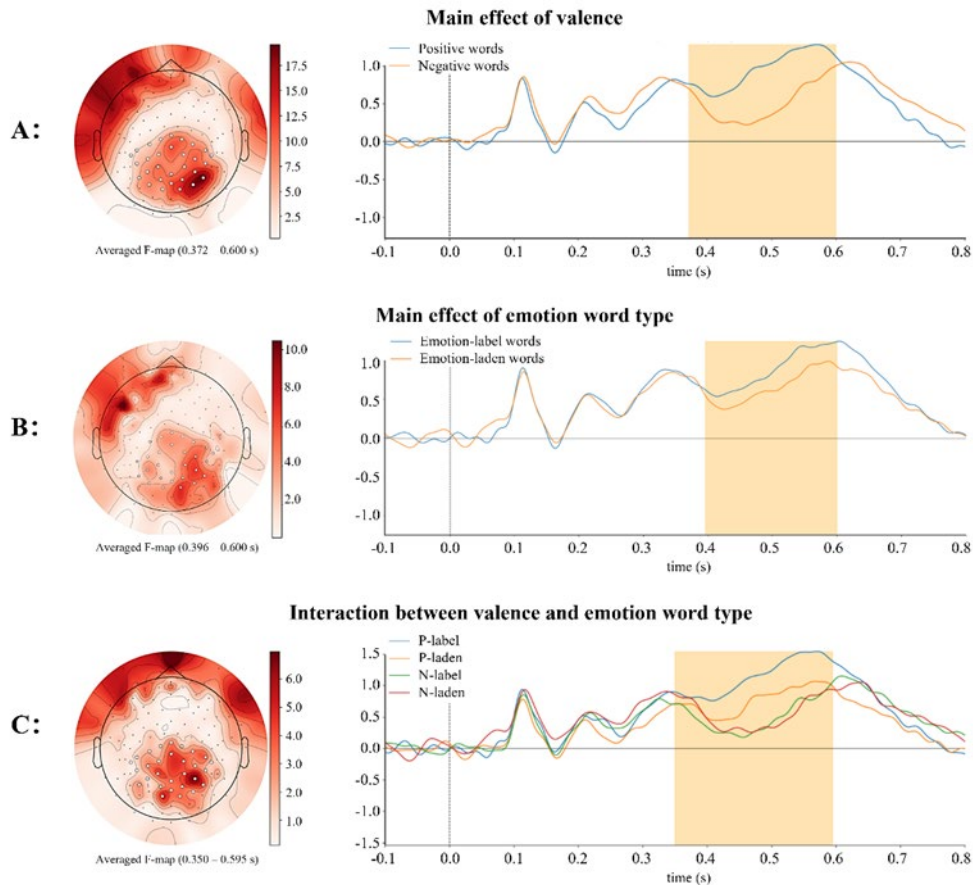 Main effect of valence
A:
17.5
15.0
12.5
10.0
7.5
5.0
2.5
Averaged F-map (0.372 0.600 s)
Positive words
Negative words
1.0
0.5
0.0
-0.5
-1.0
-0.1 0.0 0.1 0.2 0.3 0.4 0.5 0.6 0.7 0.8
time (s)
Main effect of emotion word type
B:
10.0
8.0
6.0
4.0
2.0
Averaged F-map (0.396 0.600 s)
Emotion-label words
Emotion-laden words
1.0
0.5
0.0
-0.5
-1.0
-0.1 0.0 0.1 0.2 0.3 0.4 0.5 0.6 0.7 0.8
time (s)
Interaction between valence and emotion word type
C:
6.0
5.0
4.0
3.0
2.0
1.0
Averaged F-map (0.350 – 0.595 s)
P-label
P-laden
N-label
N-laden
1.5
1.0
0.5
0.0
-0.5
-1.0
-1.5
-0.1 0.0 0.1 0.2 0.3 0.4 0.5 0.6 0.7 0.8
time (s)